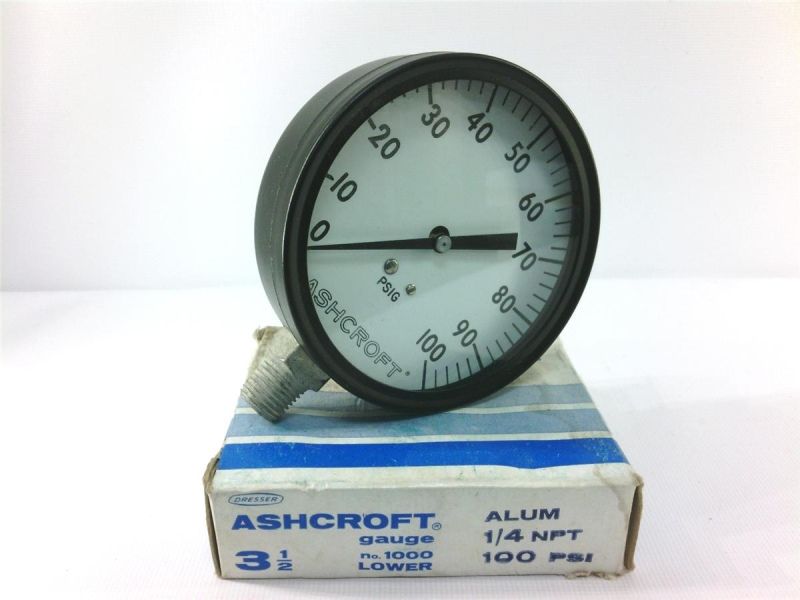 0
10
20
30
40
50
60
70
80
90
100
PSIG
ASHCROFT
DRESSER
ASHCROFT®
gauge
3 1/2
no. 1000
LOWER
ALUM
1/4 NPT
100 PSI